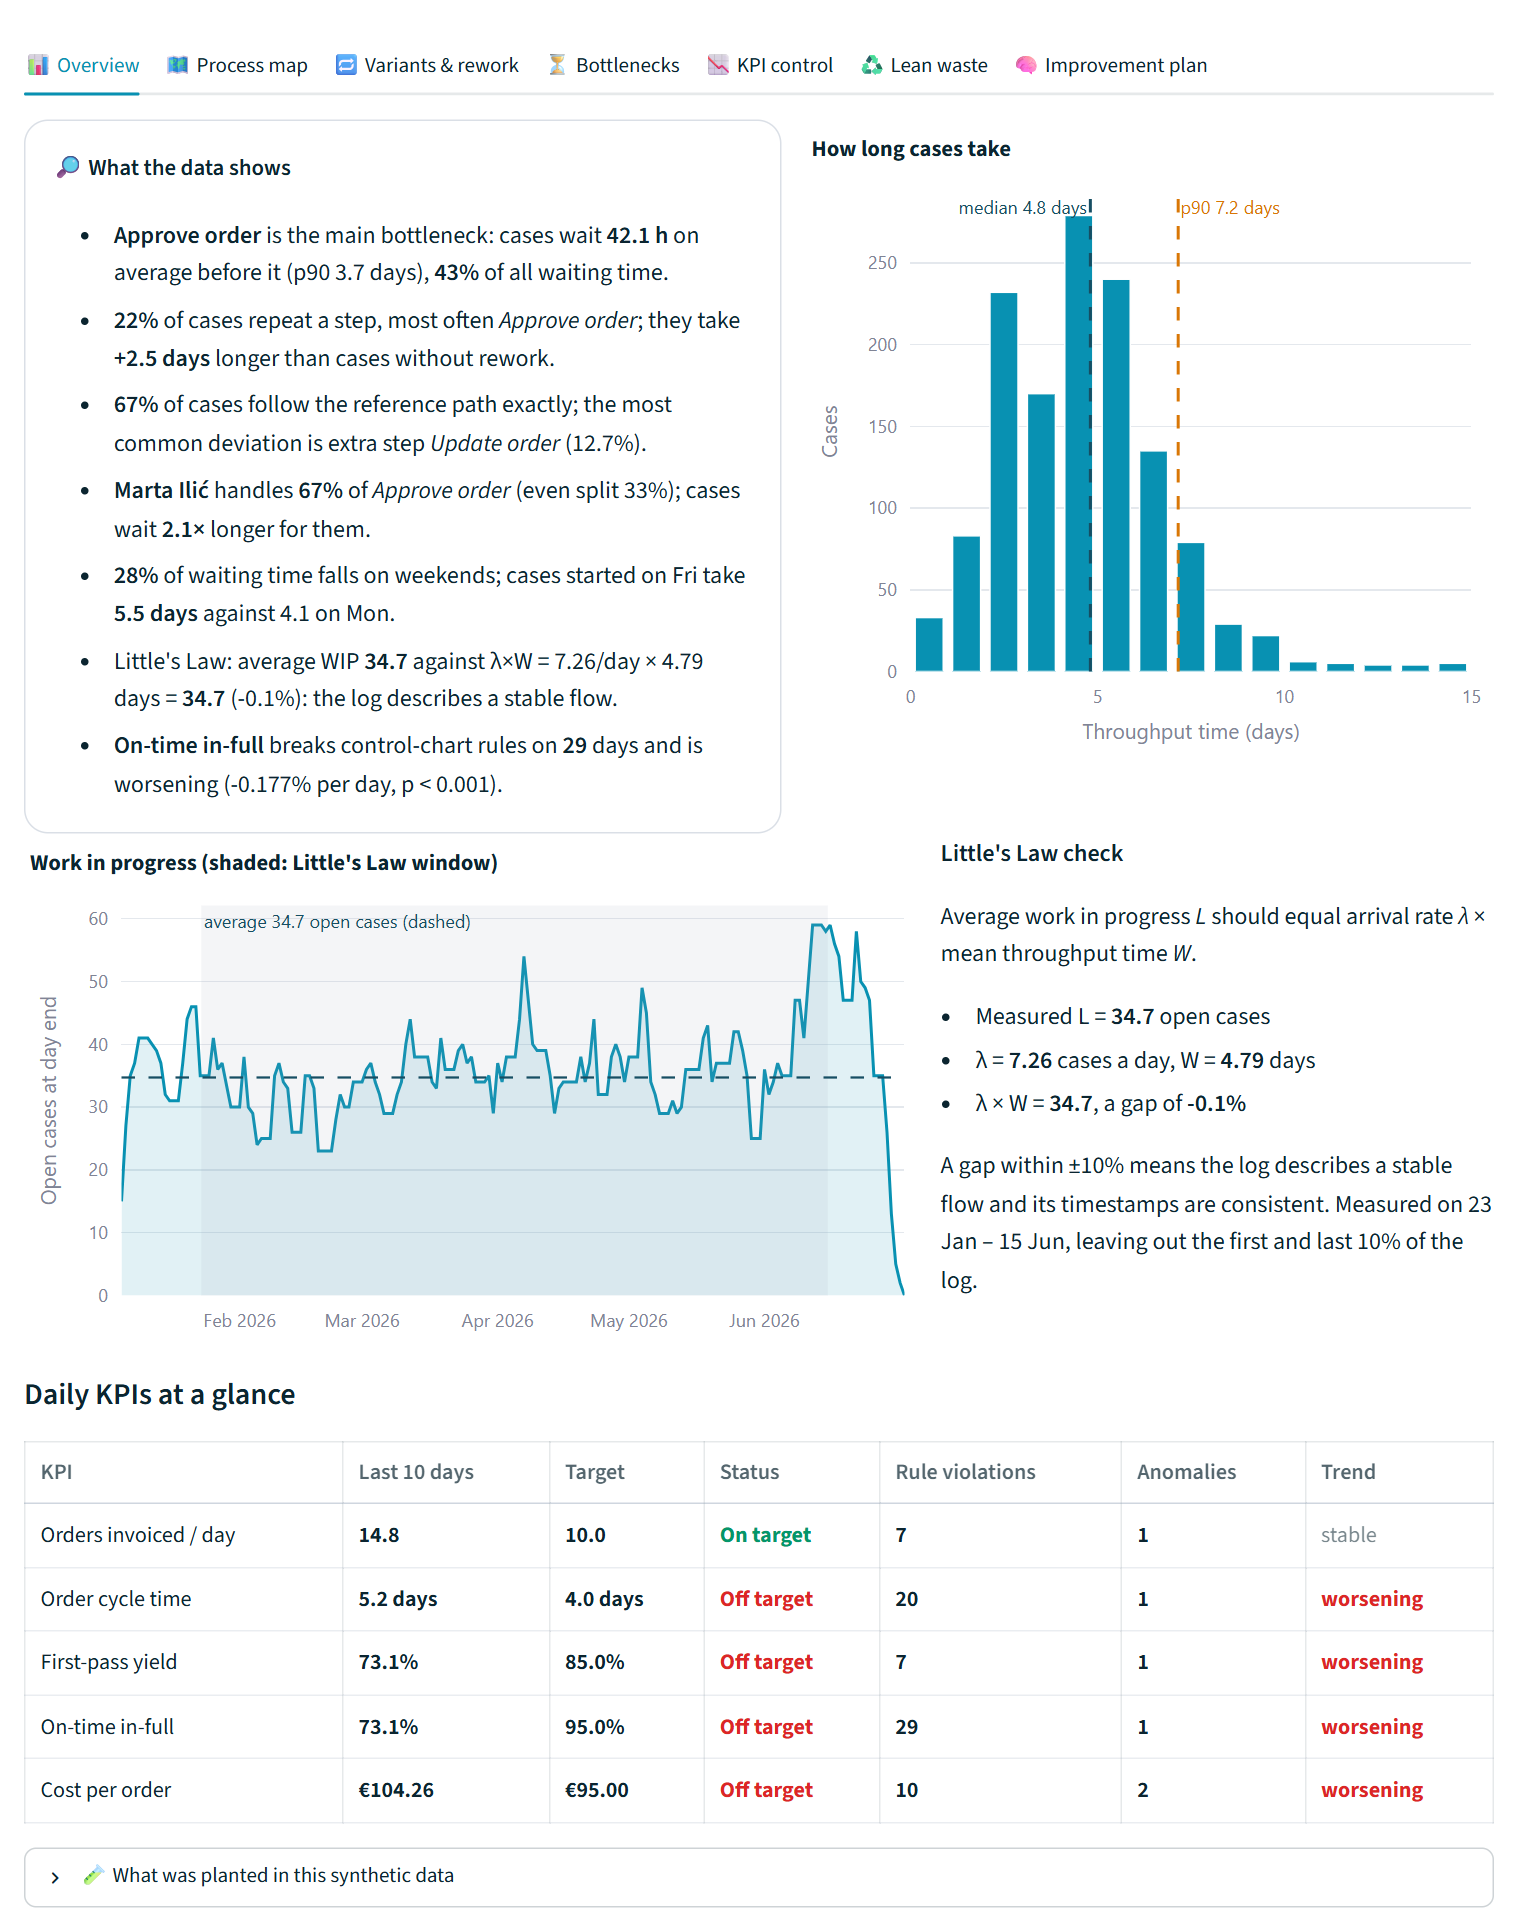 Overview
Process map
Variants & rework
Bottlenecks
KPI control
Lean waste
Improvement plan
What the data shows
Approve order is the main bottleneck: cases wait 42.1 h on
average before it (p90 3.7 days), 43% of all waiting time.
22% of cases repeat a step, most often Approve order; they take
+2.5 days longer than cases without rework.
67% of cases follow the reference path exactly; the most
common deviation is extra step Update order (12.7%).
Marta Ilić handles 67% of Approve order (even split 33%); cases
wait 2.1× longer for them.
28% of waiting time falls on weekends; cases started on Fri take
5.5 days against 4.1 on Mon.
Little's Law: average WIP 34.7 against λ×W = 7.26/day × 4.79
days = 34.7 (-0.1%): the log describes a stable flow.
On-time in-full breaks control-chart rules on 29 days and is
worsening (-0.177% per day, p < 0.001).
How long cases take
median 4.8 days
p90 7.2 days
250
200
150
100
50
0
Cases
0
5
10
15
Throughput time (days)
Work in progress (shaded: Little's Law window)
average 34.7 open cases (dashed)
60
50
40
30
20
10
0
Open cases at day end
Feb 2026
Mar 2026
Apr 2026
May 2026
Jun 2026
Little's Law check
Average work in progress L should equal arrival rate λ ×
mean throughput time W.
Measured L = 34.7 open cases
λ = 7.26 cases a day, W = 4.79 days
λ × W = 34.7, a gap of -0.1%
A gap within ±10% means the log describes a stable
flow and its timestamps are consistent. Measured on 23
Jan – 15 Jun, leaving out the first and last 10% of the
log.
Daily KPIs at a glance
KPI Last 10 days Target Status Rule violations Anomalies Trend
Orders invoiced / day 14.8 10.0 On target 7 1 stable
Order cycle time 5.2 days 4.0 days Off target 20 1 worsening
First-pass yield 73.1% 85.0% Off target 7 1 worsening
On-time in-full 73.1% 95.0% Off target 29 1 worsening
Cost per order €104.26 €95.00 Off target 10 2 worsening
What was planted in this synthetic data